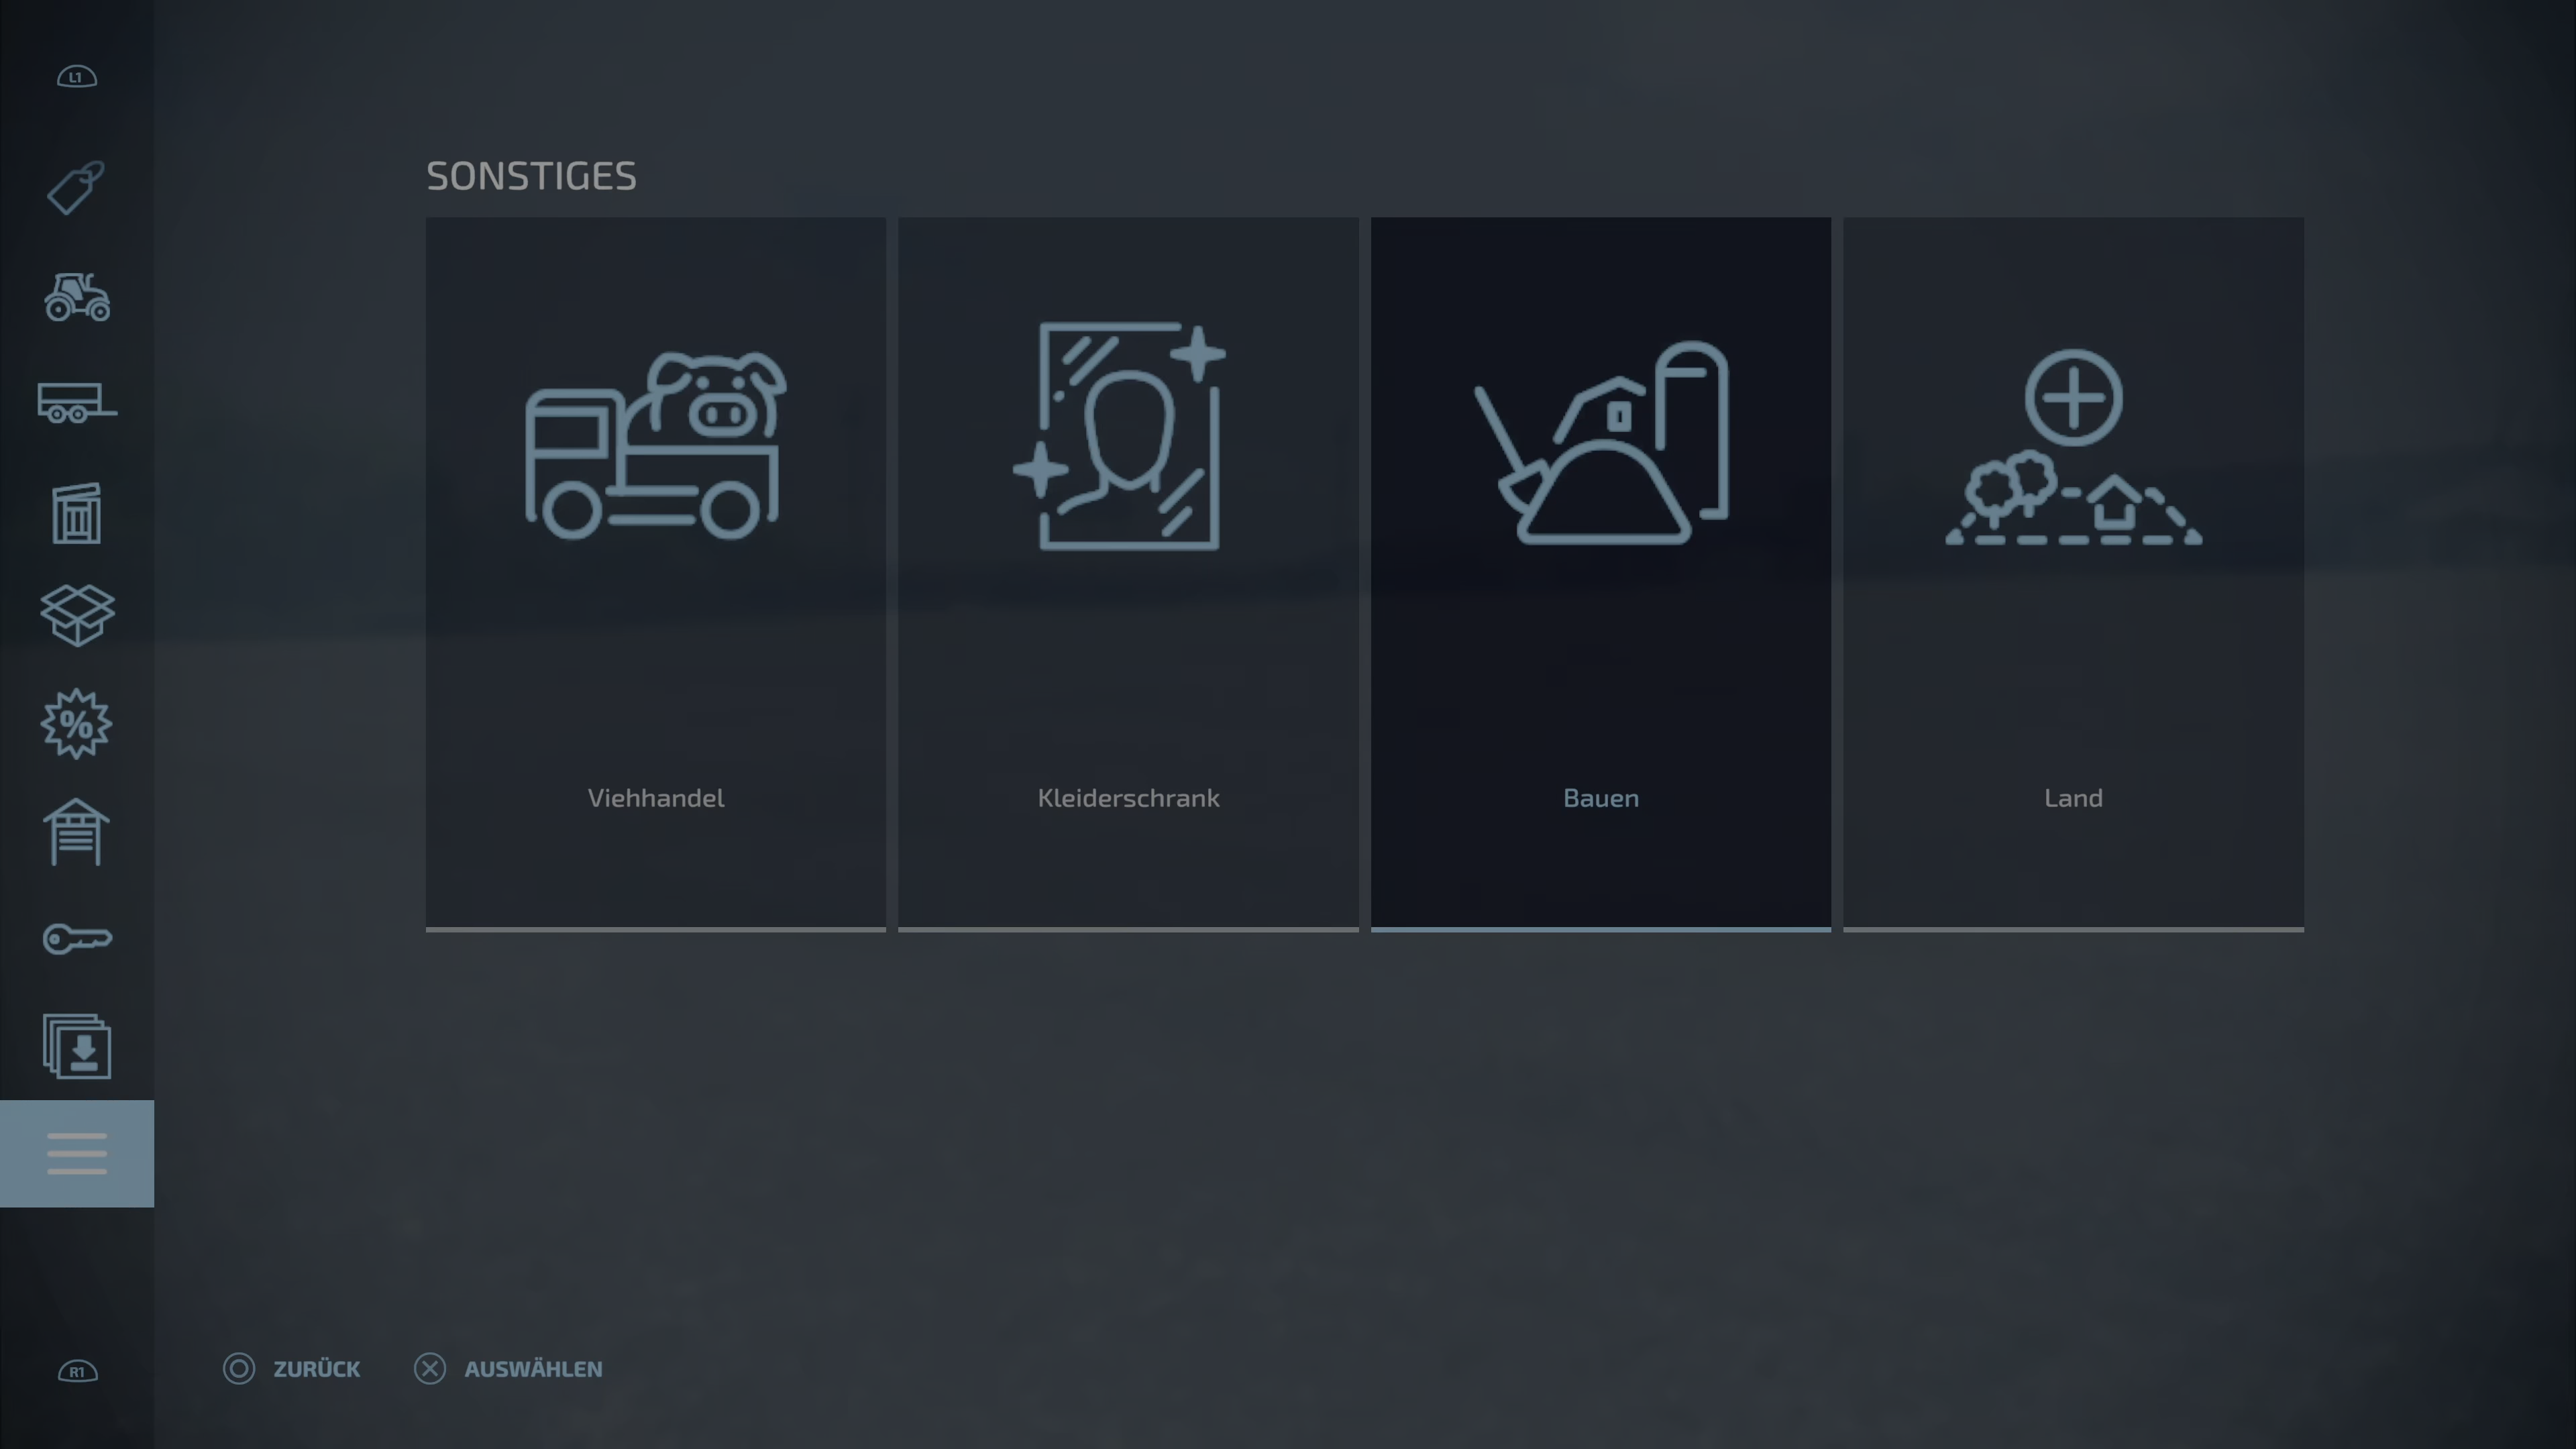 L1
SONSTIGES
Viehhandel
Kleiderschrank
Bauen
Land
%
R1
ZURÜCK
AUSWÄHLEN